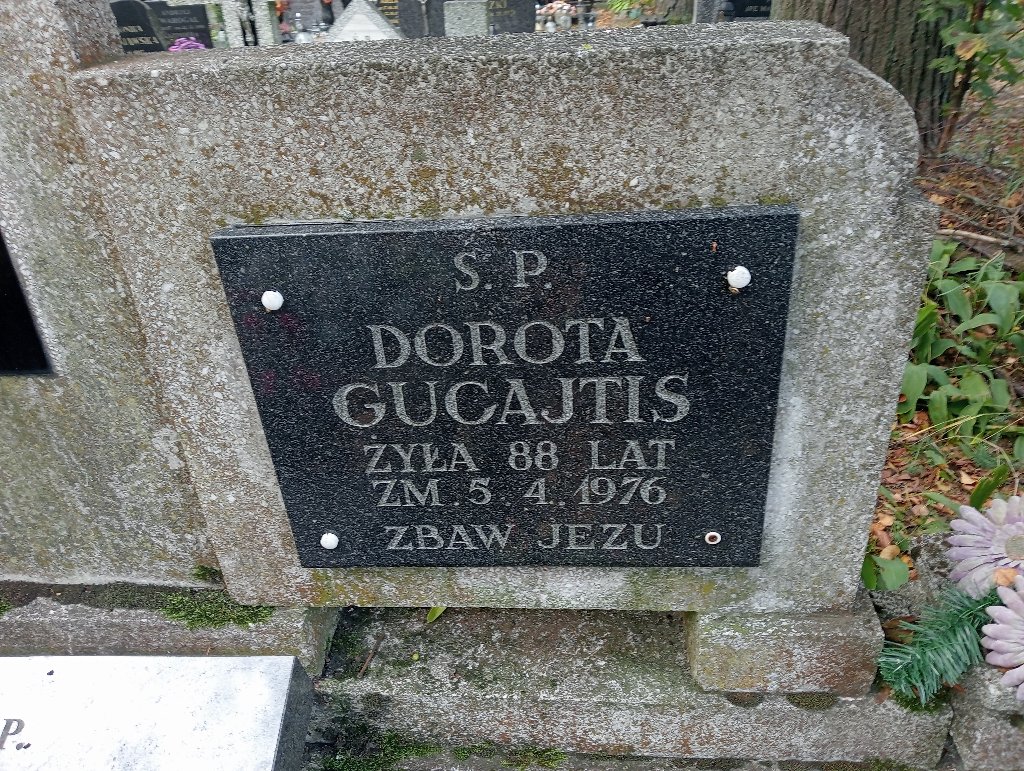 Ś. P.
DOROTA
GUCAJTIS
ŻYŁA 88 LAT
ZM. 5. 4. 1976
ZBAW JEZU
P..